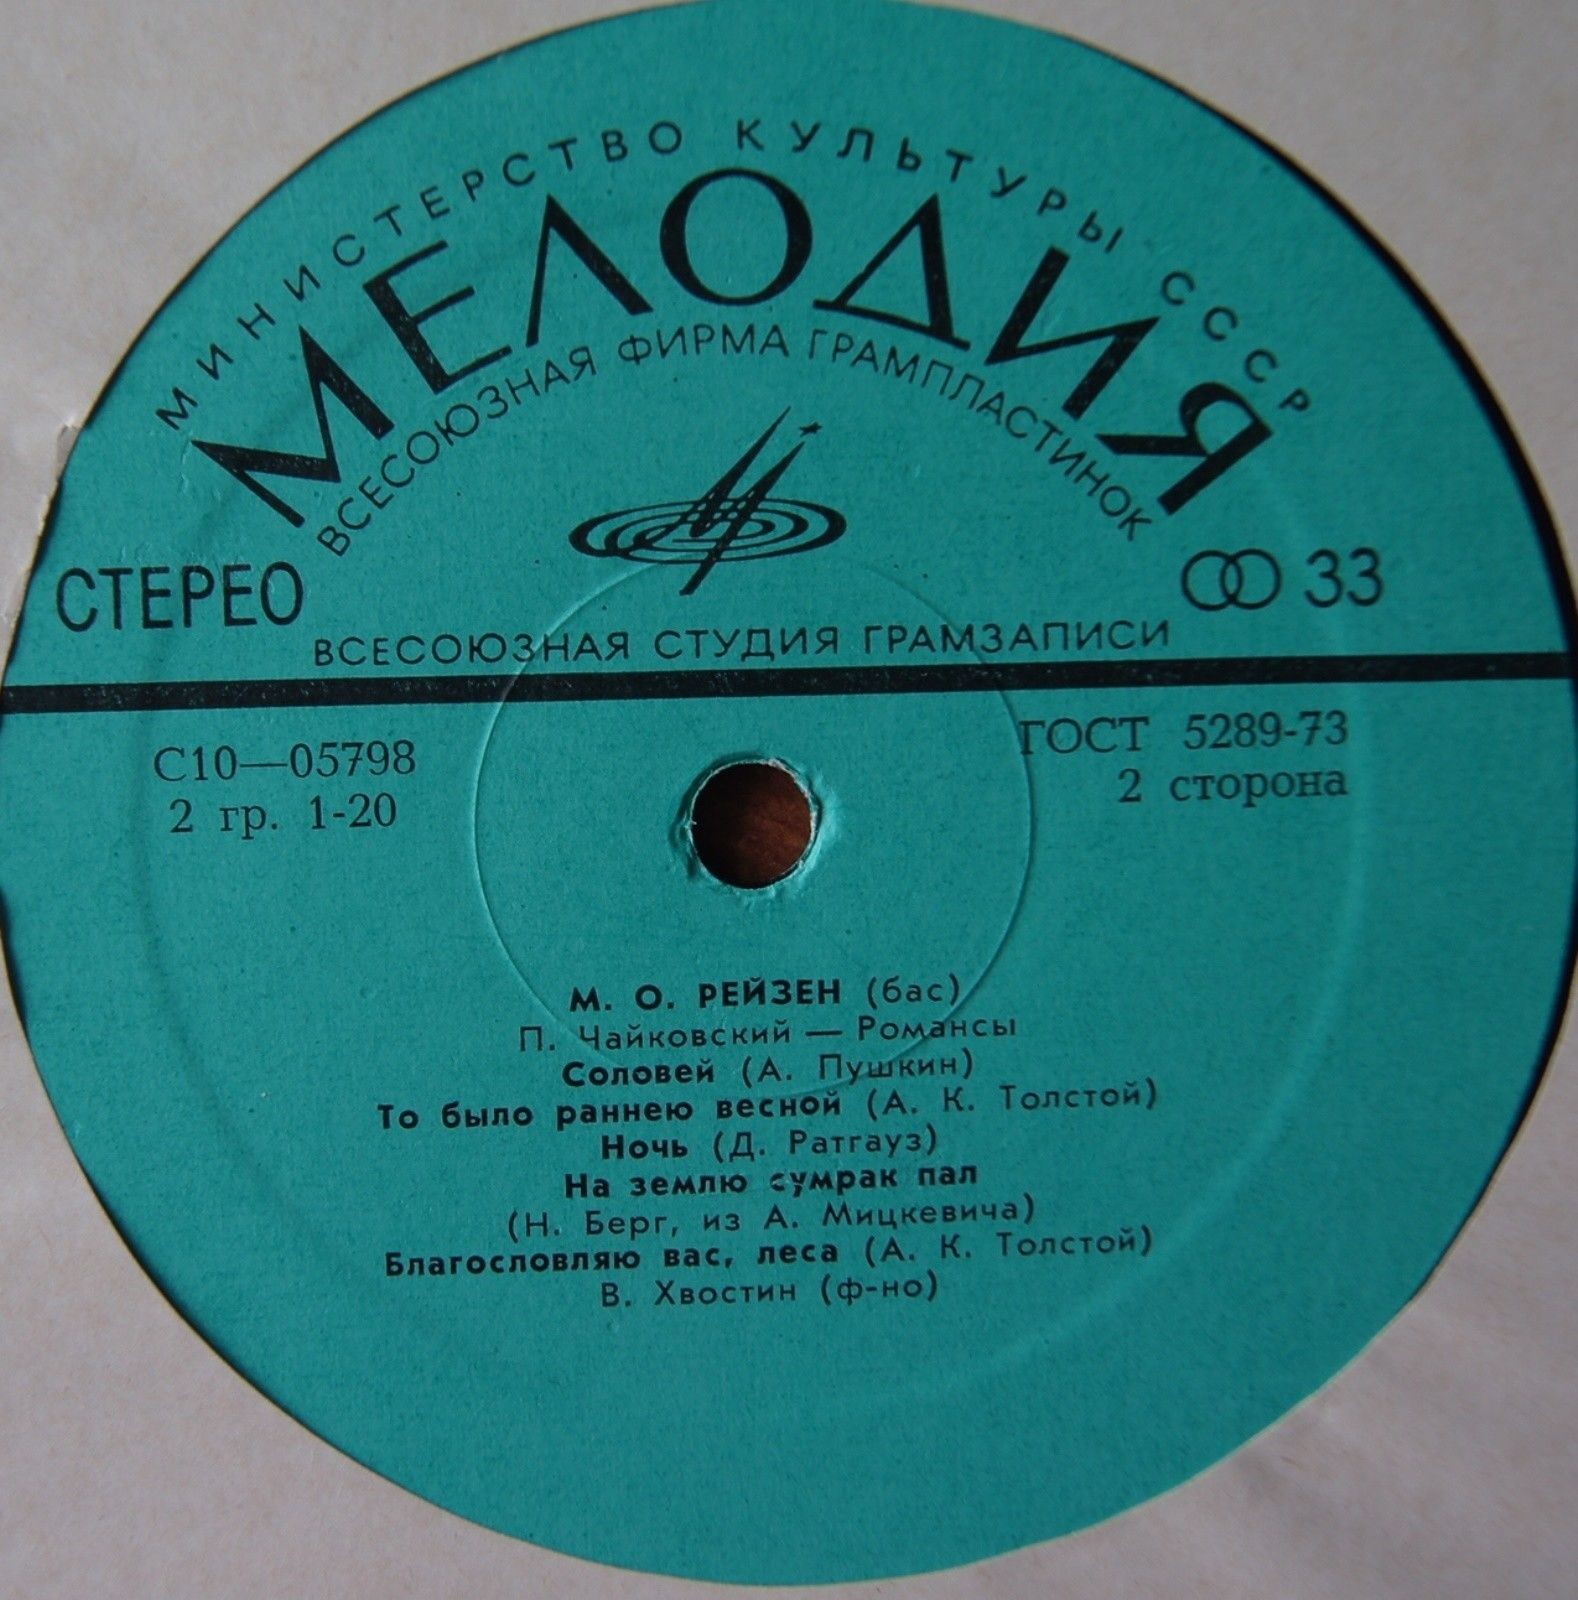 МИНИСТЕРСТВО КУЛЬТУРЫ СССР
МЕЛОДИЯ
ВСЕСОЮЗНАЯ ФИРМА ГРАМПЛАСТИНОК
СТЕРЕО
33
ВСЕСОЮЗНАЯ СТУДИЯ ГРАМЗАПИСИ
С10—05798
ГОСТ 5289-73
2 гр. 1-20
2 сторона
М. О. РЕЙЗЕН (бас)
П. Чайковский — Романсы
Соловей (А. Пушкин)
То было раннею весной (А. К. Толстой)
Ночь (Д. Ратгауз)
На землю сумрак пал
(Н. Берг, из А. Мицкевича)
Благословляю вас, леса (А. К. Толстой)
В. Хвостин (ф-но)